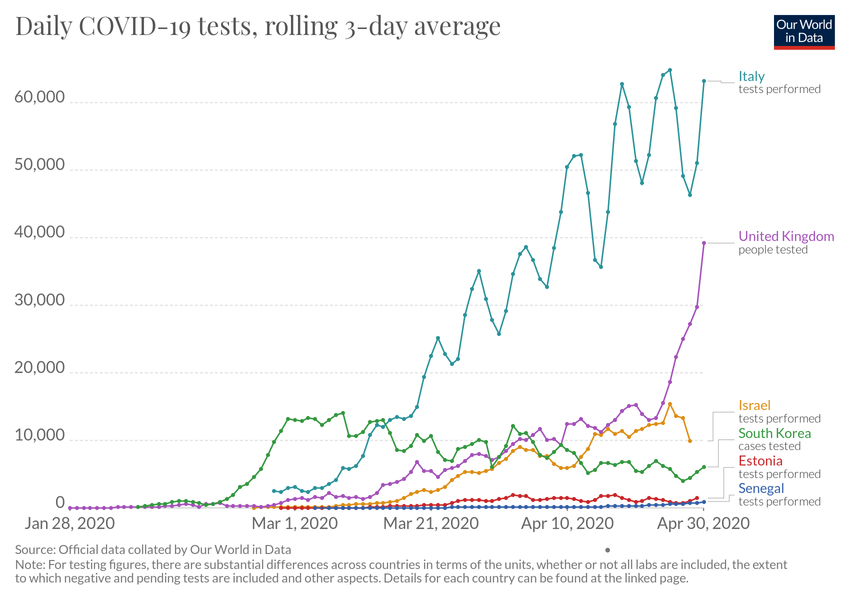 Daily COVID-19 tests, rolling 3-day average
Our World
in Data
60,000
50,000
40,000
30,000
20,000
10,000
0
Italy
tests performed
United Kingdom
people tested
Israel
tests performed
South Korea
cases tested
Estonia
tests performed
Senegal
tests performed
Jan 28, 2020
Mar 1, 2020
Mar 21, 2020
Apr 10, 2020
Apr 30, 2020
Source: Official data collated by Our World in Data
Note: For testing figures, there are substantial differences across countries in terms of the units, whether or not all labs are included, the extent
to which negative and pending tests are included and other aspects. Details for each country can be found at the linked page.